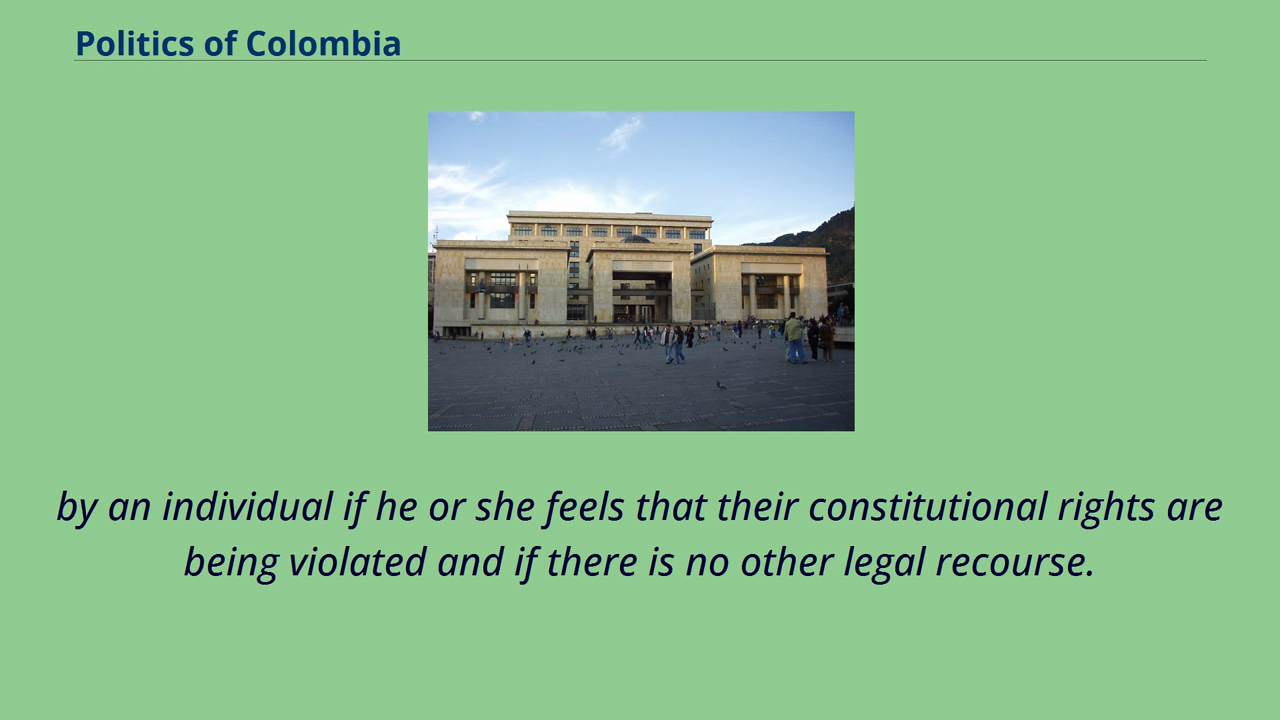 Politics of Colombia
by an individual if he or she feels that their constitutional rights are
being violated and if there is no other legal recourse.